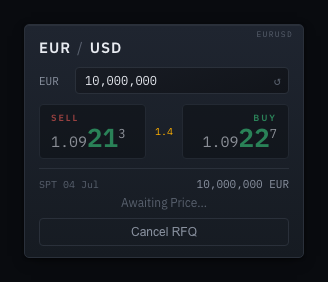 EURUSD
EUR / USD
EUR 10,000,000 ↺
SELL BUY
1.09213 1.4 1.09227
SPT 04 Jul 10,000,000 EUR
Awaiting Price...
Cancel RFQ